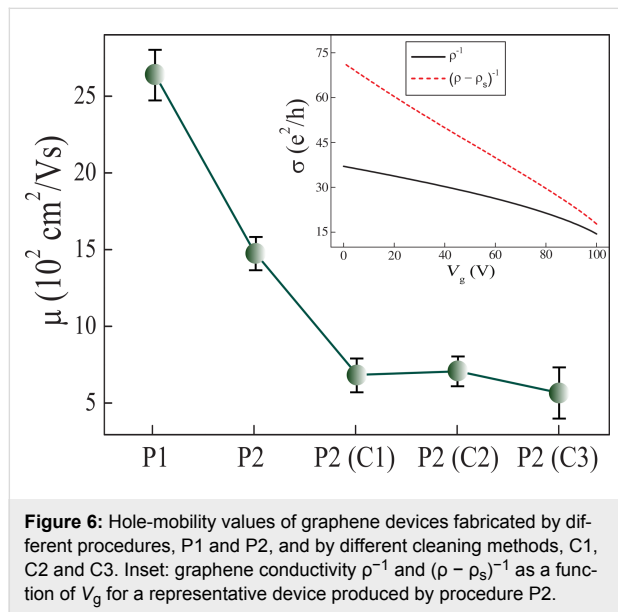 μ (10² cm²/Vs)
25
20
15
10
5
P1 P2 P2 (C1) P2 (C2) P2 (C3)
σ (e²/h)
75
60
45
30
15
ρ⁻¹
(ρ − ρₛ)⁻¹
0 20 40 60 80 100
V_g (V)
Figure 6: Hole-mobility values of graphene devices fabricated by dif-
ferent procedures, P1 and P2, and by different cleaning methods, C1,
C2 and C3. Inset: graphene conductivity ρ⁻¹ and (ρ − ρₛ)⁻¹ as a func-
tion of V_g for a representative device produced by procedure P2.